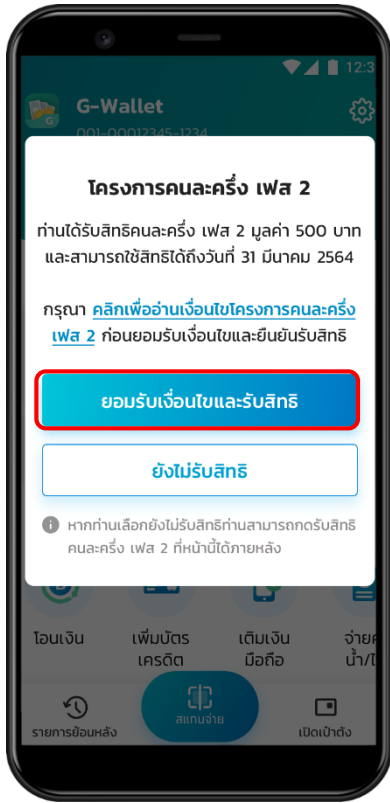 12:3
G-Wallet
001-00012345-1234
โครงการคนละครึ่ง เฟส 2
ท่านได้รับสิทธิคนละครึ่ง เฟส 2 มูลค่า 500 บาท
และสามารถใช้สิทธิได้ถึงวันที่ 31 มีนาคม 2564
กรุณา คลิกเพื่ออ่านเงื่อนไขโครงการคนละครึ่ง
เฟส 2 ก่อนยอมรับเงื่อนไขและยืนยันรับสิทธิ
ยอมรับเงื่อนไขและรับสิทธิ
ยังไม่รับสิทธิ
หากท่านเลือกยังไม่รับสิทธิท่านสามารถกดรับสิทธิ
คนละครึ่ง เฟส 2 ที่หน้านี้ได้ภายหลัง
โอนเงิน เพิ่มบัตร เติมเงิน จ่ายค
เครดิต มือถือ น้ำ/ไ
สแกนจ่าย
รายการย้อนหลัง เปิดเป๋าตัง